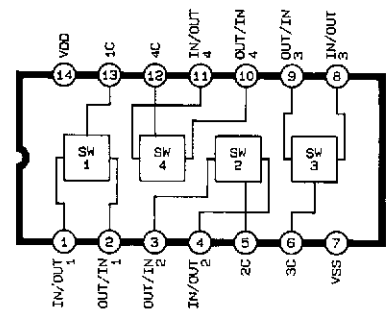 VDD
1C
4C
IN/OUT 4
OUT/IN 4
OUT/IN 3
IN/OUT 3
14 13 12 11 10 9 8
SW 1
SW 4
SW 2
SW 3
1 2 3 4 5 6 7
IN/OUT 1
OUT/IN 1
OUT/IN 2
IN/OUT 2
2C
3C
VSS